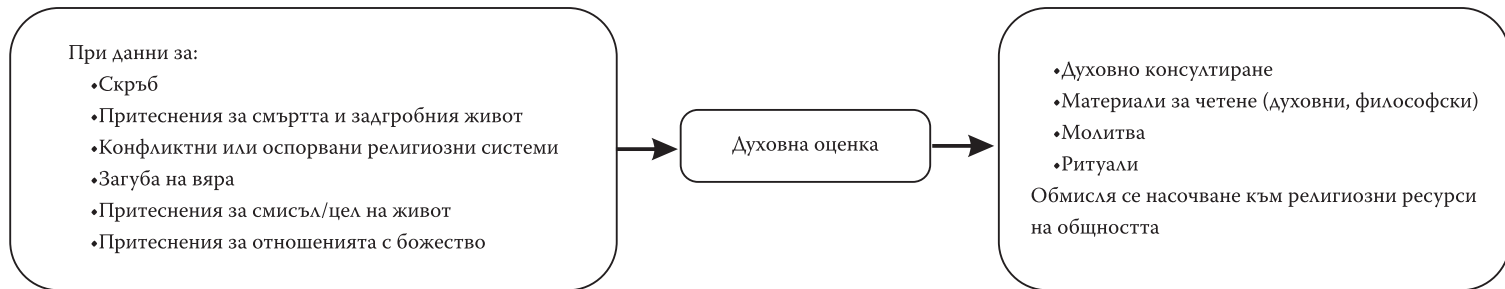 При данни за:
•Скръб
•Притеснения за смъртта и задгробния живот
•Конфликтни или оспорвани религиозни системи
•Загуба на вяра
•Притеснения за смисъл/цел на живот
•Притеснения за отношенията с божество
Духовна оценка
•Духовно консултиране
•Материали за четене (духовни, философски)
•Молитва
•Ритуали
Обмисля се насочване към религиозни ресурси
на общността